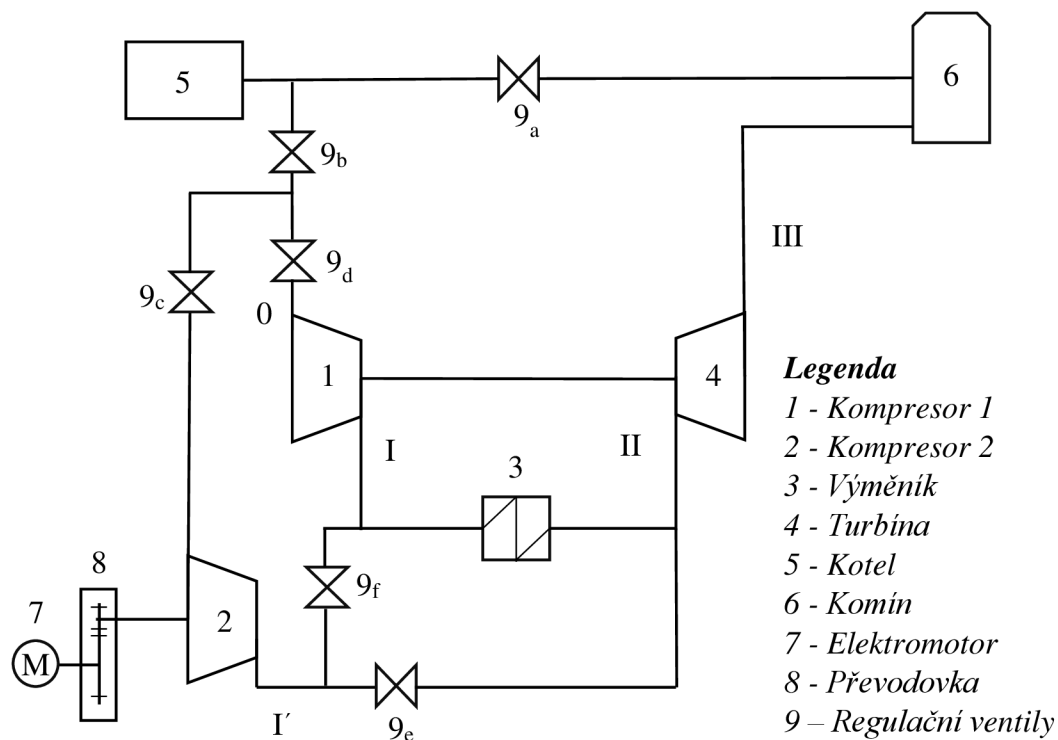 5
6
9a
9b
III
9d
9c
0
1
4
Legenda
1 - Kompresor 1
I
II
3
2 - Kompresor 2
3 - Výměník
4 - Turbína
8
5 - Kotel
9f
7
2
6 - Komín
M
7 - Elektromotor
8 - Převodovka
I´
9e
9 – Regulační ventily